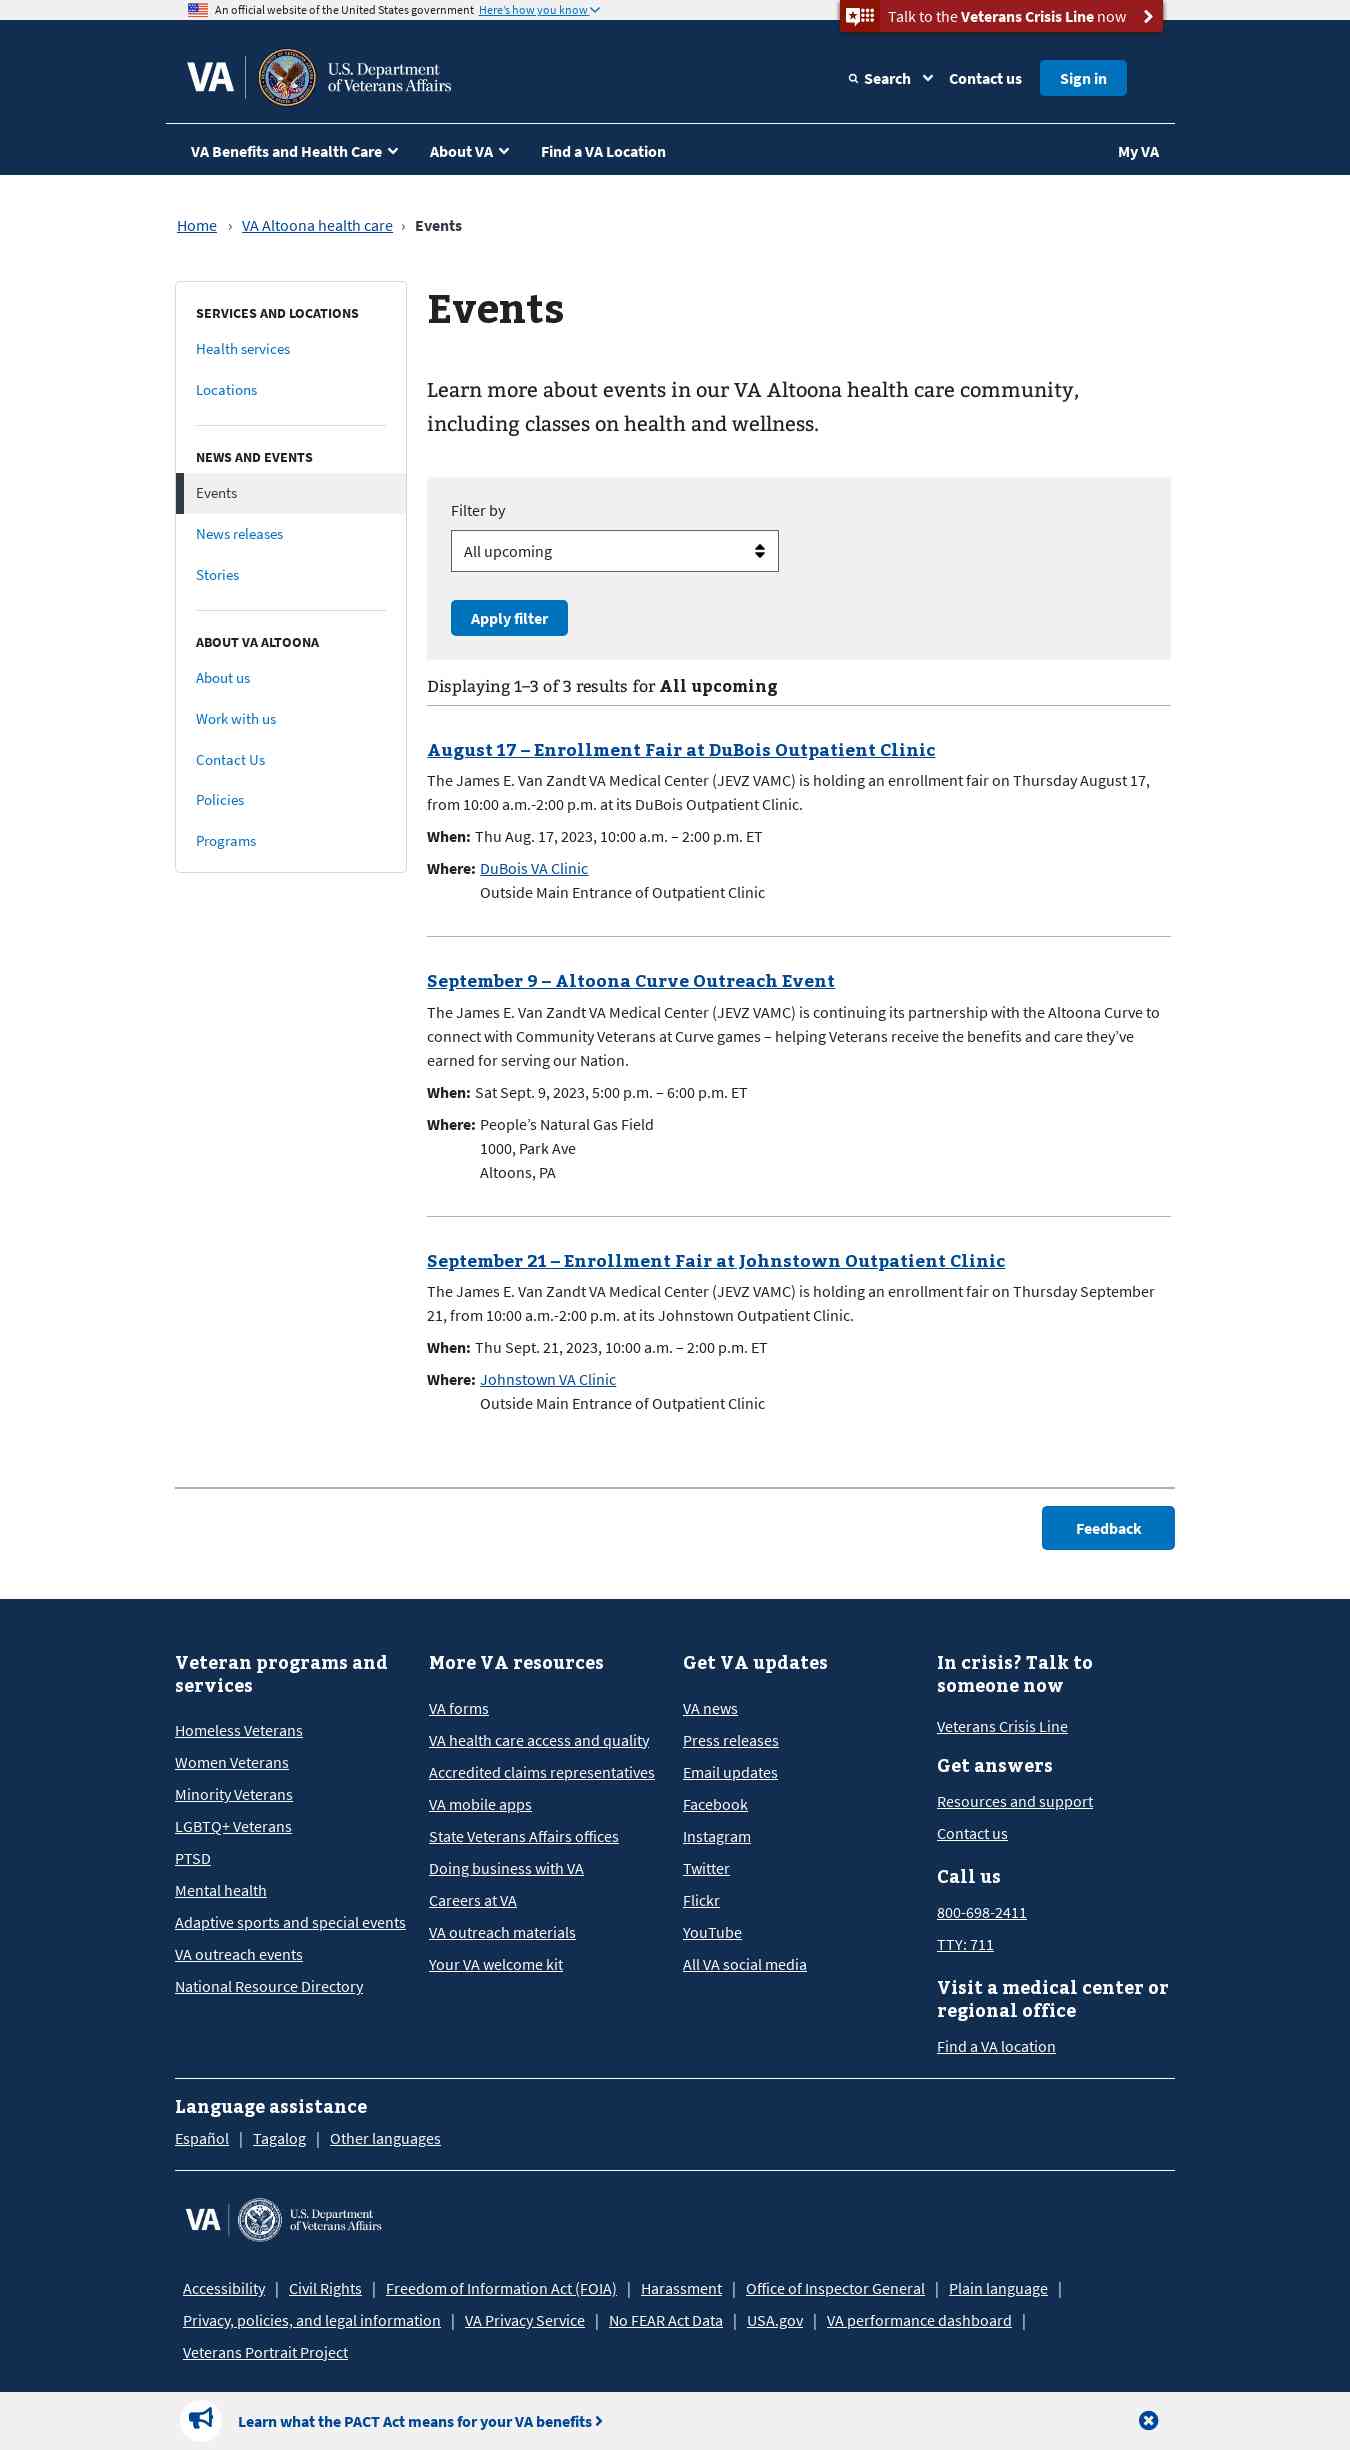 An official website of the United States government Here's how you know
Talk to the Veterans Crisis Line now
VA
U.S. Department
of Veterans Affairs
Search
Contact us
Sign in
VA Benefits and Health Care
About VA
Find a VA Location
My VA
Home › VA Altoona health care › Events
SERVICES AND LOCATIONS
Health services
Locations
NEWS AND EVENTS
Events
News releases
Stories
ABOUT VA ALTOONA
About us
Work with us
Contact Us
Policies
Programs
Events
Learn more about events in our VA Altoona health care community,
including classes on health and wellness.
Filter by
All upcoming
Apply filter
Displaying 1–3 of 3 results for All upcoming
August 17 – Enrollment Fair at DuBois Outpatient Clinic
The James E. Van Zandt VA Medical Center (JEVZ VAMC) is holding an enrollment fair on Thursday August 17,
from 10:00 a.m.-2:00 p.m. at its DuBois Outpatient Clinic.
When: Thu Aug. 17, 2023, 10:00 a.m. – 2:00 p.m. ET
Where: DuBois VA Clinic
Outside Main Entrance of Outpatient Clinic
September 9 – Altoona Curve Outreach Event
The James E. Van Zandt VA Medical Center (JEVZ VAMC) is continuing its partnership with the Altoona Curve to
connect with Community Veterans at Curve games – helping Veterans receive the benefits and care they've
earned for serving our Nation.
When: Sat Sept. 9, 2023, 5:00 p.m. – 6:00 p.m. ET
Where: People's Natural Gas Field
1000, Park Ave
Altoons, PA
September 21 – Enrollment Fair at Johnstown Outpatient Clinic
The James E. Van Zandt VA Medical Center (JEVZ VAMC) is holding an enrollment fair on Thursday September
21, from 10:00 a.m.-2:00 p.m. at its Johnstown Outpatient Clinic.
When: Thu Sept. 21, 2023, 10:00 a.m. – 2:00 p.m. ET
Where: Johnstown VA Clinic
Outside Main Entrance of Outpatient Clinic
Feedback
Veteran programs and
services
Homeless Veterans
Women Veterans
Minority Veterans
LGBTQ+ Veterans
PTSD
Mental health
Adaptive sports and special events
VA outreach events
National Resource Directory
More VA resources
VA forms
VA health care access and quality
Accredited claims representatives
VA mobile apps
State Veterans Affairs offices
Doing business with VA
Careers at VA
VA outreach materials
Your VA welcome kit
Get VA updates
VA news
Press releases
Email updates
Facebook
Instagram
Twitter
Flickr
YouTube
All VA social media
In crisis? Talk to
someone now
Veterans Crisis Line
Get answers
Resources and support
Contact us
Call us
800-698-2411
TTY: 711
Visit a medical center or
regional office
Find a VA location
Language assistance
Español | Tagalog | Other languages
VA
U.S. Department
of Veterans Affairs
Accessibility | Civil Rights | Freedom of Information Act (FOIA) | Harassment | Office of Inspector General | Plain language |
Privacy, policies, and legal information | VA Privacy Service | No FEAR Act Data | USA.gov | VA performance dashboard |
Veterans Portrait Project
Learn what the PACT Act means for your VA benefits